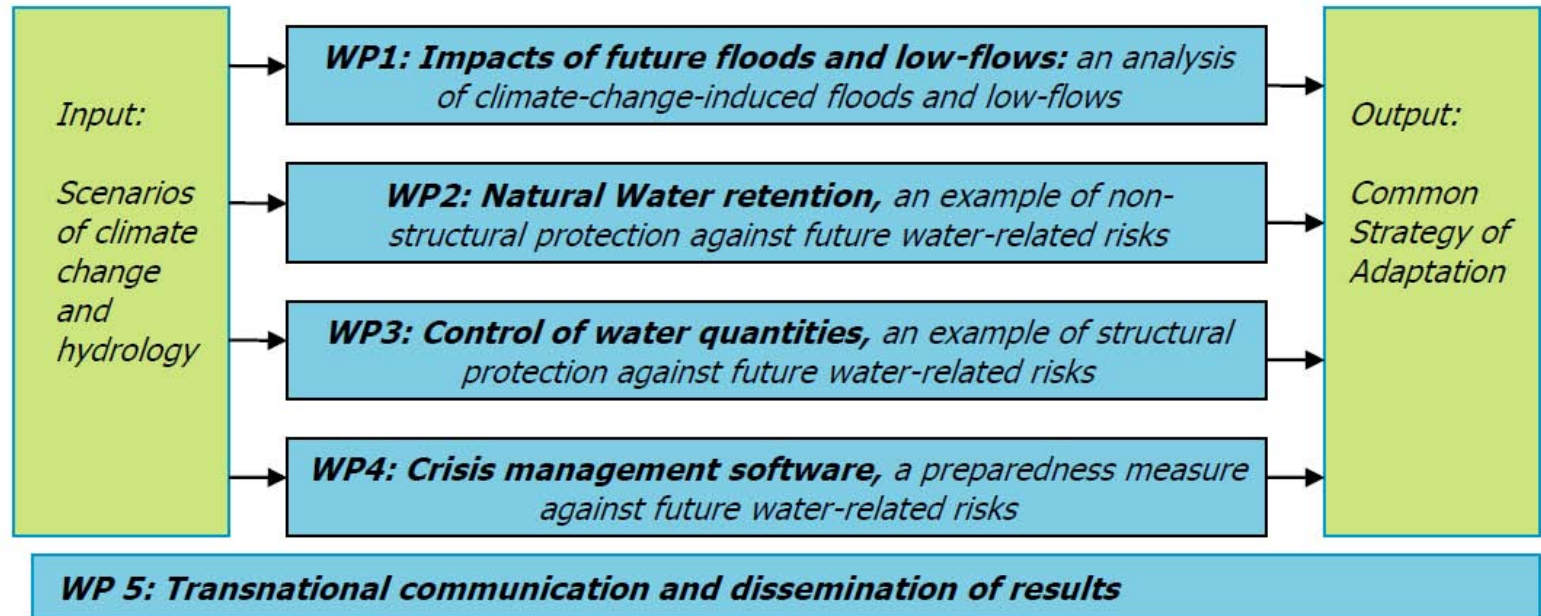 Input:
Scenarios
of climate
change
and
hydrology
WP1: Impacts of future floods and low-flows: an analysis
of climate-change-induced floods and low-flows
WP2: Natural Water retention, an example of non-
structural protection against future water-related risks
WP3: Control of water quantities, an example of structural
protection against future water-related risks
WP4: Crisis management software, a preparedness measure
against future water-related risks
Output:
Common
Strategy of
Adaptation
WP 5: Transnational communication and dissemination of results